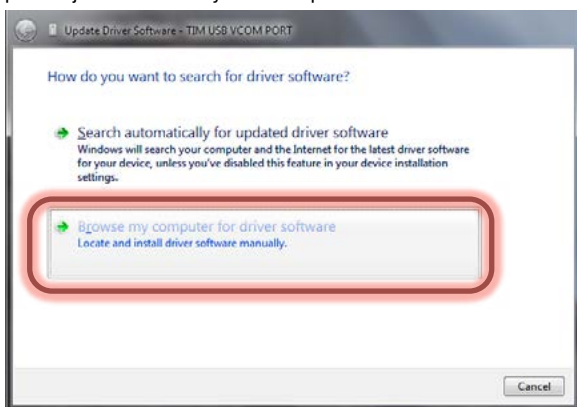 Update Driver Software - TIM USB VCOM PORT
How do you want to search for driver software?
Search automatically for updated driver software
Windows will search your computer and the Internet for the latest driver software
for your device, unless you've disabled this feature in your device installation
settings.
Browse my computer for driver software
Locate and install driver software manually.
Cancel